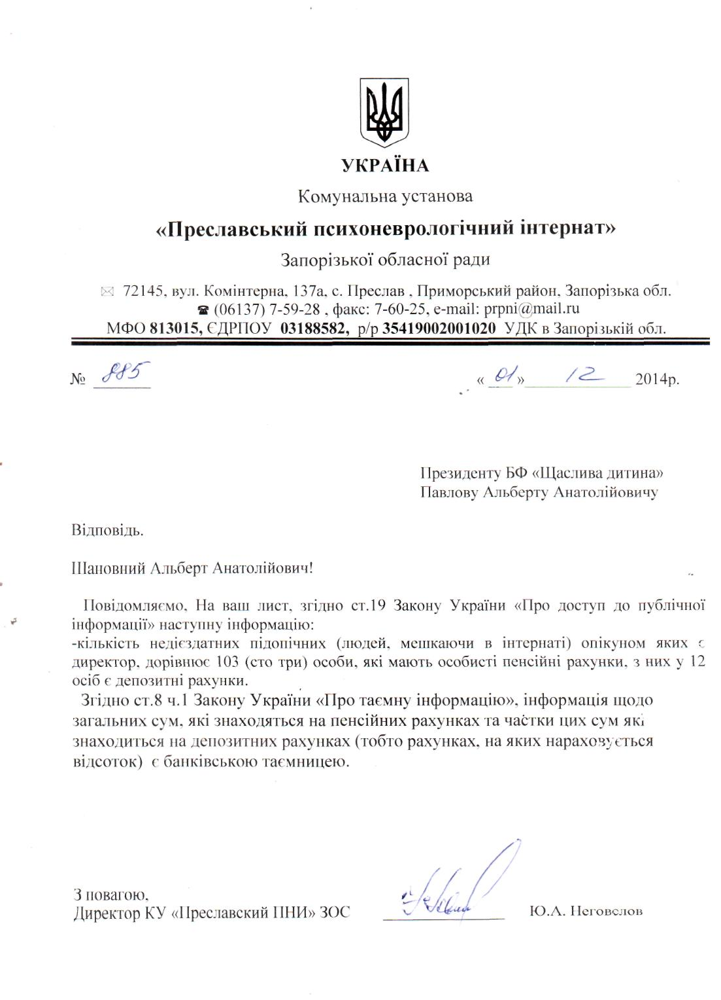 УКРАЇНА
Комунальна установа
«Преславський психоневрологічний інтернат»
Запорізької обласної ради
✉ 72145, вул. Комінтерна, 137а, с. Преслав , Приморський район, Запорізька обл.
☎ (06137) 7-59-28 , факс: 7-60-25, e-mail: prpni@mail.ru
МФО 813015, ЄДРПОУ 03188582, р/р 35419002001020 УДК в Запорізькій обл.
№ 885 « 01 » 12 2014р.
Президенту БФ «Щаслива дитина»
Павлову Альберту Анатолійовичу
Відповідь.
Шановний Альберт Анатолійович!
Повідомляємо, На ваш лист, згідно ст.19 Закону України «Про доступ до публічної
інформації» наступну інформацію:
-кількість недієздатних підопічних (людей, мешкаючи в інтернаті) опікуном яких є
директор, дорівнює 103 (сто три) особи, які мають особисті пенсійні рахунки, з них у 12
осіб є депозитні рахунки.
Згідно ст.8 ч.1 Закону України «Про таємну інформацію», інформація щодо
загальних сум, які знаходяться на пенсійних рахунках та частки цих сум які
знаходиться на депозитних рахунках (тобто рахунках, на яких нараховується
відсоток) є банківською таємницею.
З повагою,
Директор КУ «Преславский ПНИ» ЗОС Ю.А. Неговєлов